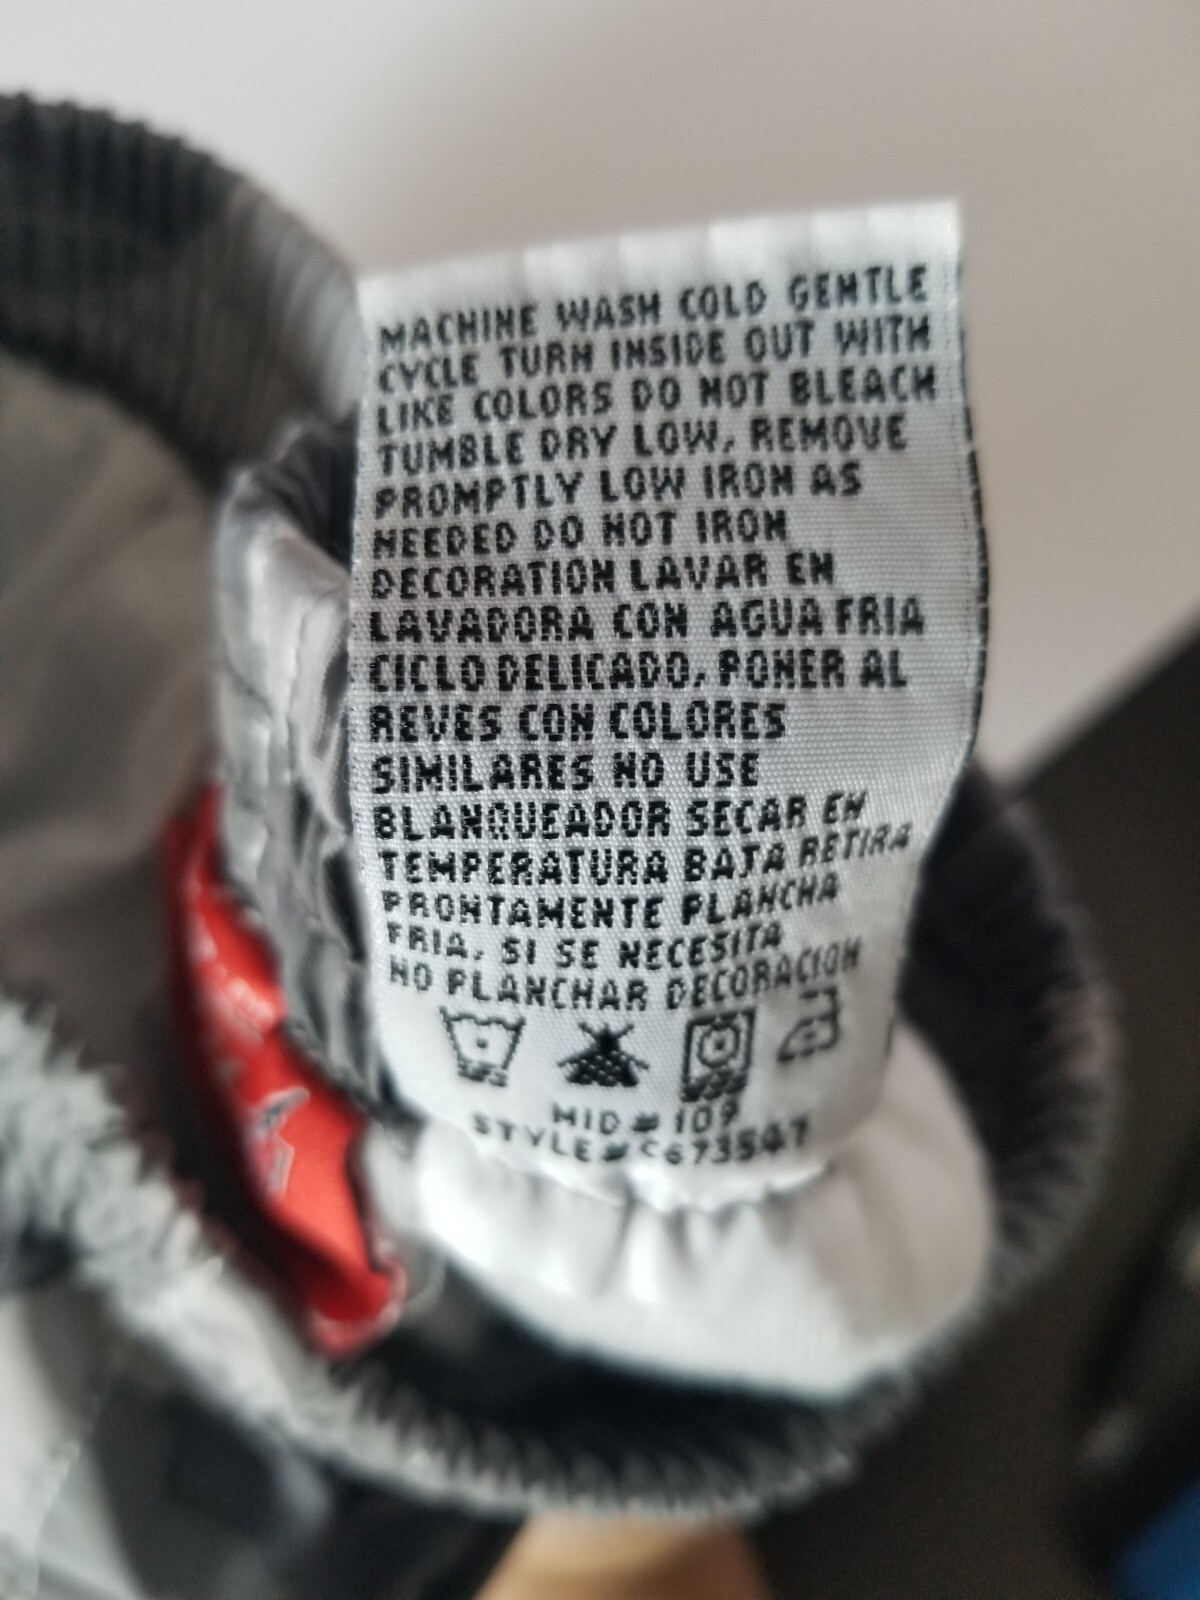 MACHINE WASH COLD GENTLE
CYCLE TURN INSIDE OUT WITH
LIKE COLORS DO NOT BLEACH
TUMBLE DRY LOW, REMOVE
PROMPTLY LOW IRON AS
NEEDED DO NOT IRON
DECORATION LAVAR EN
LAVADORA CON AGUA FRIA
CICLO DELICADO, PONER AL
REVES CON COLORES
SIMILARES NO USE
BLANQUEADOR SECAR EN
TEMPERATURA BAJA RETIRA
PRONTAMENTE PLANCHA
FRIA, SI SE NECESITA
NO PLANCHAR DECORACION
MID# 109
STYLE#C673547